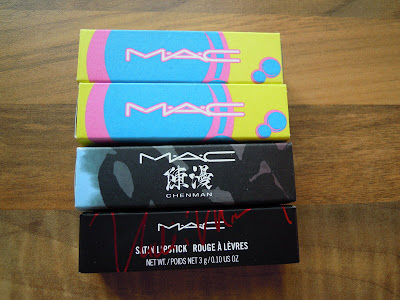 MAC
MAC
MAC
陳漫
CHENMAN
MAC
SATIN LIPSTICK ROUGE À LÈVRES
NET WT. / POIDS NET 3 g / 0.10 US OZ